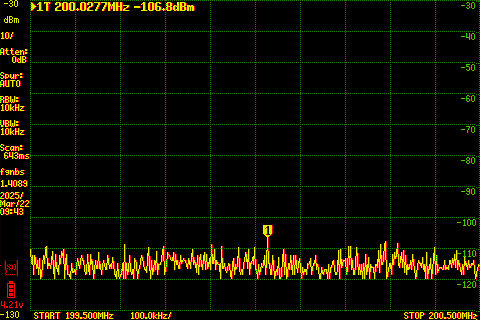 -30
▶1T 200.0277MHz -106.8dBm
-30
dBm
10/
-40
Atten:
0dB
-50
Spur:
AUTO
-60
RBW:
10kHz
-70
VBW:
10kHz
Scan:
643ms
-80
fgnbs
1.4089
-90
2025/
Mar/22
09:43
-100
1
-110
-120
4.21v
-130
START 199.500MHz 100.0kHz/ STOP 200.500MHz